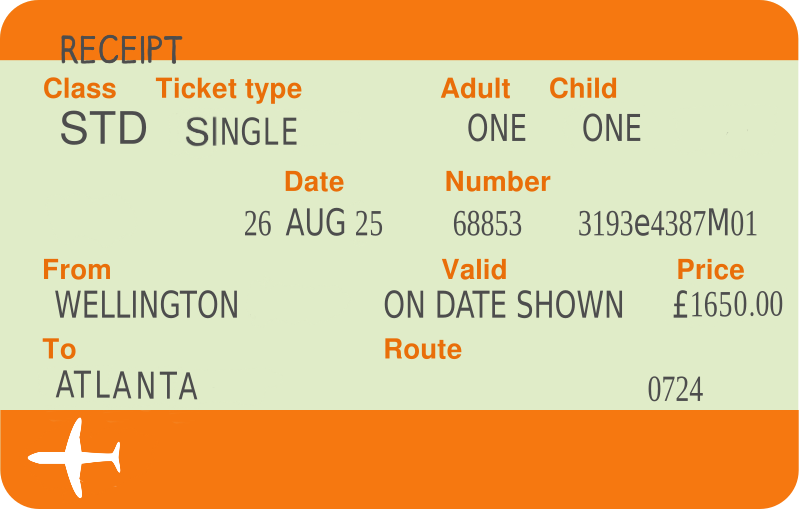 RECEIPT
Class Ticket type Adult Child
STD SINGLE ONE ONE
Date Number
26 AUG 25 68853 3193e4387M01
From Valid Price
WELLINGTON ON DATE SHOWN £1650.00
To Route
ATLANTA 0724